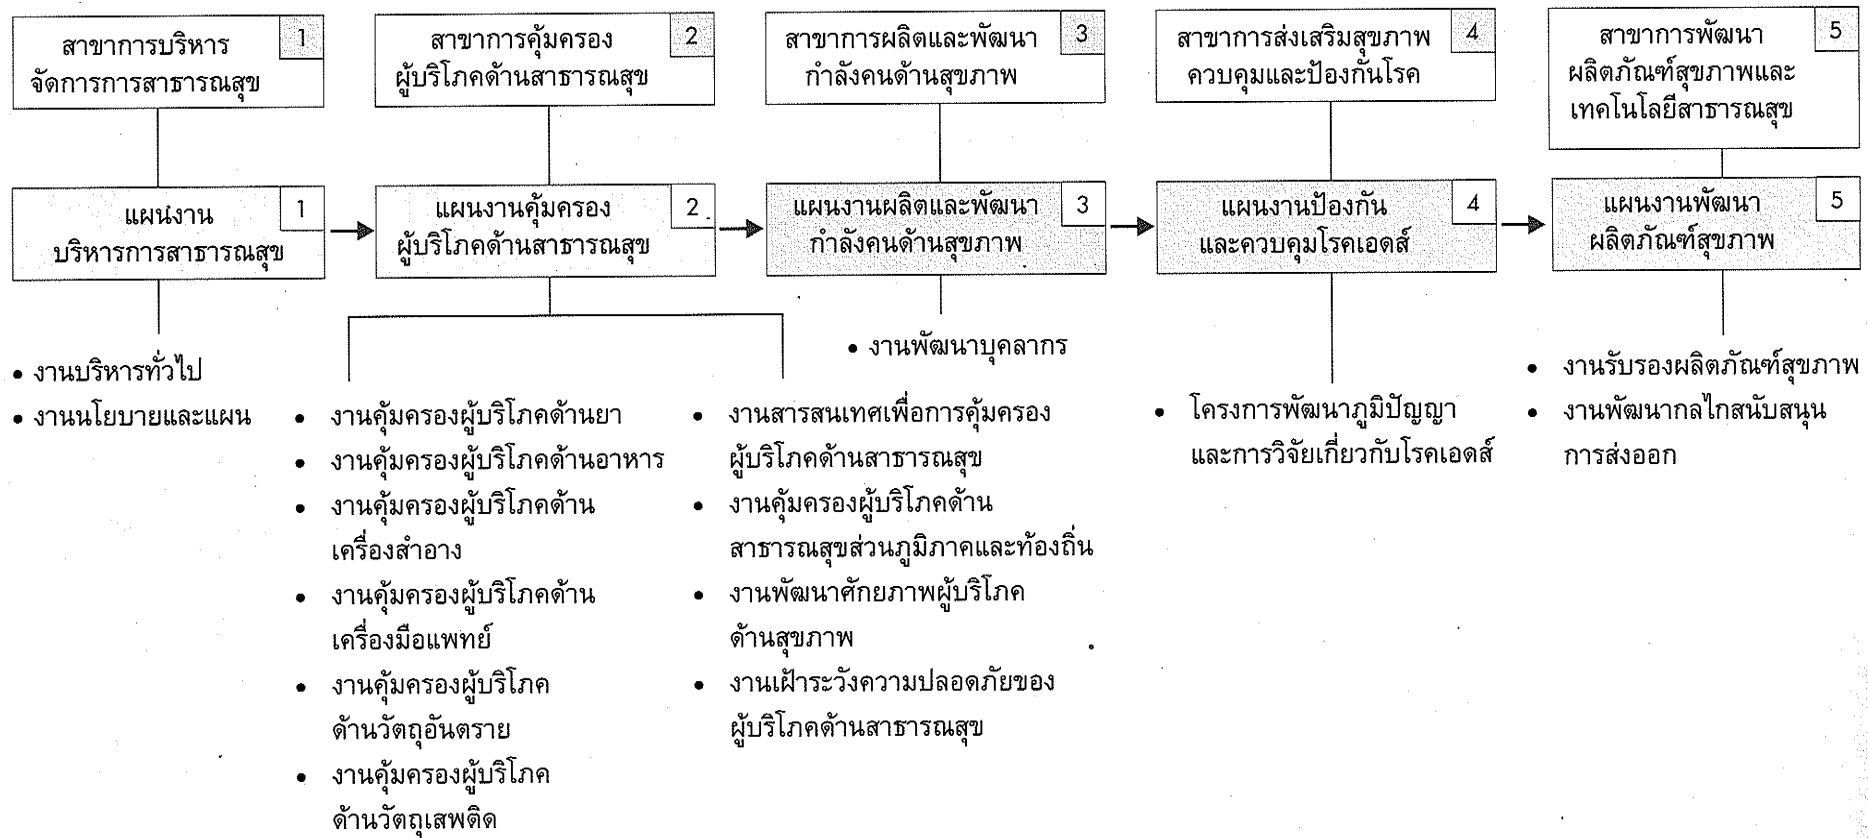 สาขาการบริหาร
จัดการการสาธารณสุข
1
สาขาการคุ้มครอง
ผู้บริโภคด้านสาธารณสุข
2
สาขาการผลิตและพัฒนา
กำลังคนด้านสุขภาพ
3
สาขาการส่งเสริมสุขภาพ
ควบคุมและป้องกันโรค
4
สาขาการพัฒนา
ผลิตภัณฑ์สุขภาพและ
เทคโนโลยีสาธารณสุข
5
แผนงาน
บริหารการสาธารณสุข
1
แผนงานคุ้มครอง
ผู้บริโภคด้านสาธารณสุข
2
แผนงานผลิตและพัฒนา
กำลังคนด้านสุขภาพ
3
แผนงานป้องกัน
และควบคุมโรคเอดส์
4
แผนงานพัฒนา
ผลิตภัณฑ์สุขภาพ
5
• งานบริหารทั่วไป
• งานนโยบายและแผน
• งานคุ้มครองผู้บริโภคด้านยา
• งานคุ้มครองผู้บริโภคด้านอาหาร
• งานคุ้มครองผู้บริโภคด้าน
เครื่องสำอาง
• งานคุ้มครองผู้บริโภคด้าน
เครื่องมือแพทย์
• งานคุ้มครองผู้บริโภค
ด้านวัตถุอันตราย
• งานคุ้มครองผู้บริโภค
ด้านวัตถุเสพติด
• งานสารสนเทศเพื่อการคุ้มครอง
ผู้บริโภคด้านสาธารณสุข
• งานคุ้มครองผู้บริโภคด้าน
สาธารณสุขส่วนภูมิภาคและท้องถิ่น
• งานพัฒนาศักยภาพผู้บริโภค
ด้านสุขภาพ
• งานเฝ้าระวังความปลอดภัยของ
ผู้บริโภคด้านสาธารณสุข
• งานพัฒนาบุคลากร
• โครงการพัฒนาภูมิปัญญา
และการวิจัยเกี่ยวกับโรคเอดส์
• งานรับรองผลิตภัณฑ์สุขภาพ
• งานพัฒนากลไกสนับสนุน
การส่งออก